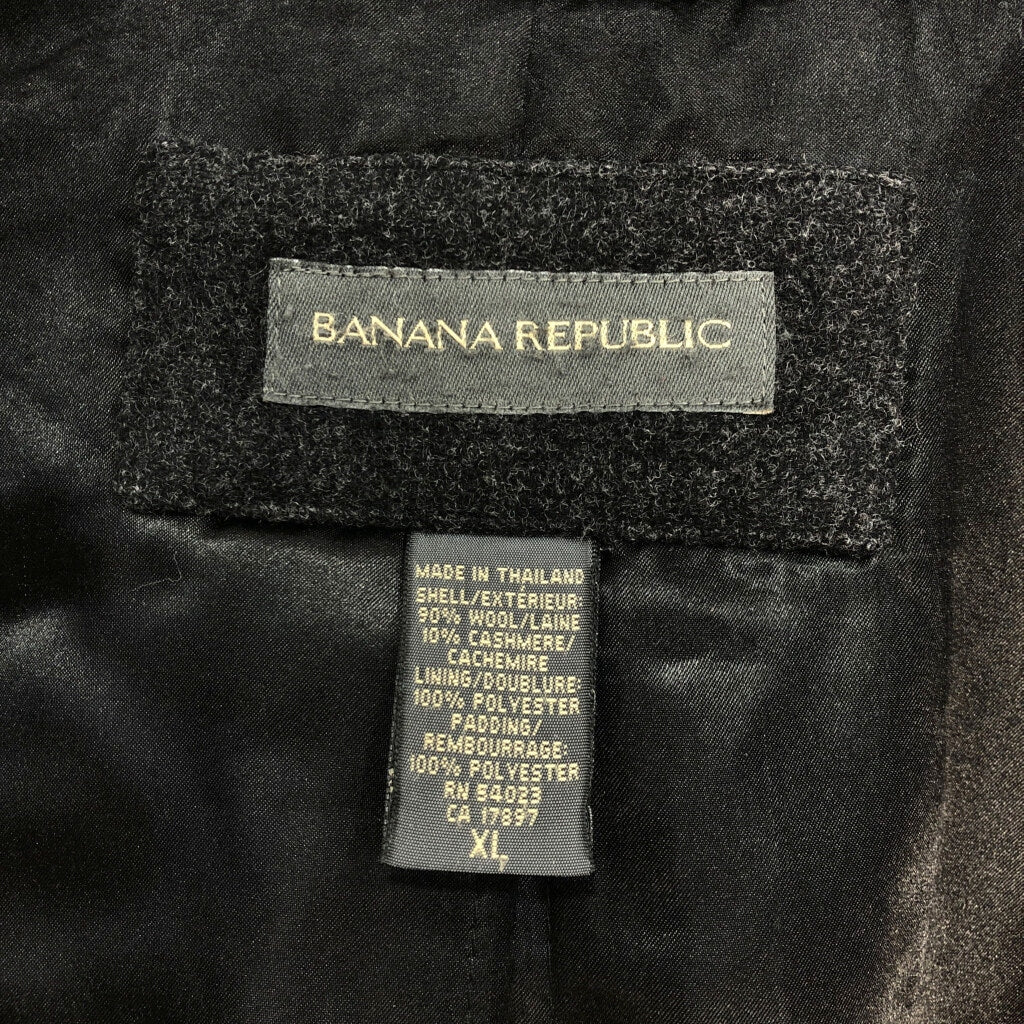 BANANA REPUBLIC
MADE IN THAILAND
SHELL/EXTÉRIEUR:
90% WOOL/LAINE
10% CASHMERE/
CACHEMIRE
LINING/DOUBLURE:
100% POLYESTER
PADDING/
REMBOURRAGE:
100% POLYESTER
RN 54023
CA 17897
XL
T